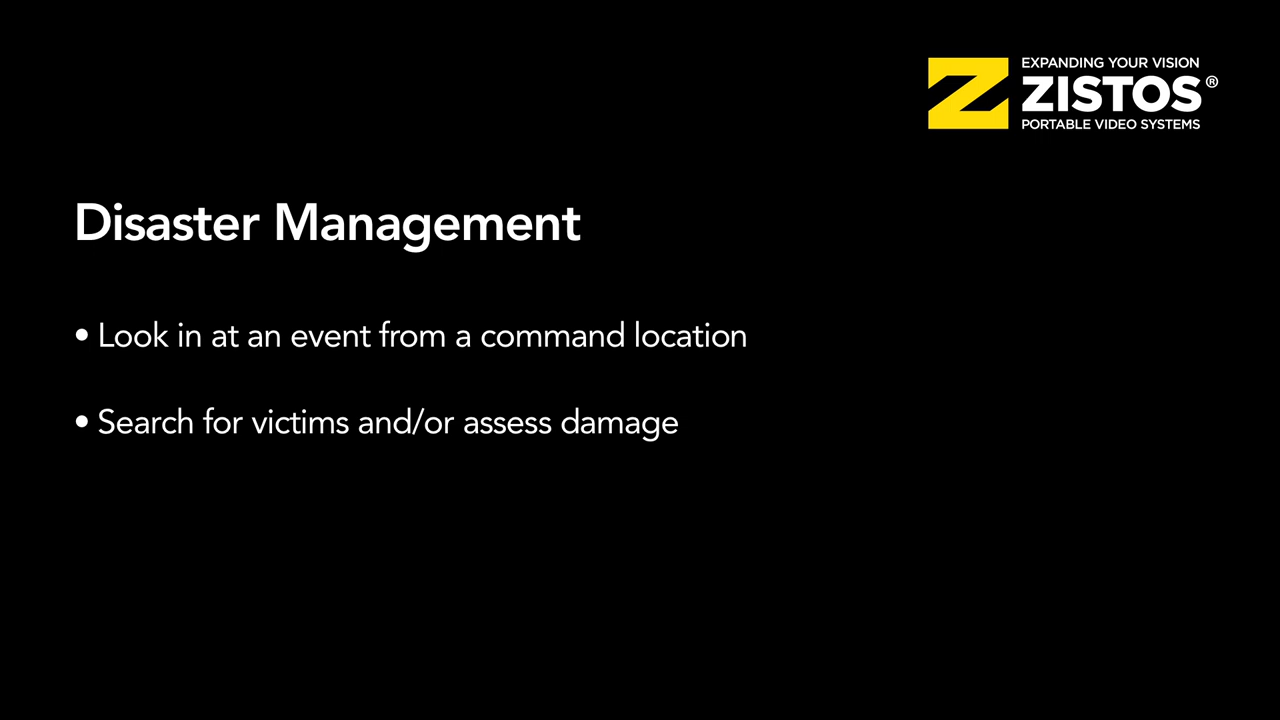 EXPANDING YOUR VISION
ZISTOS®
PORTABLE VIDEO SYSTEMS
Disaster Management
• Look in at an event from a command location
• Search for victims and/or assess damage